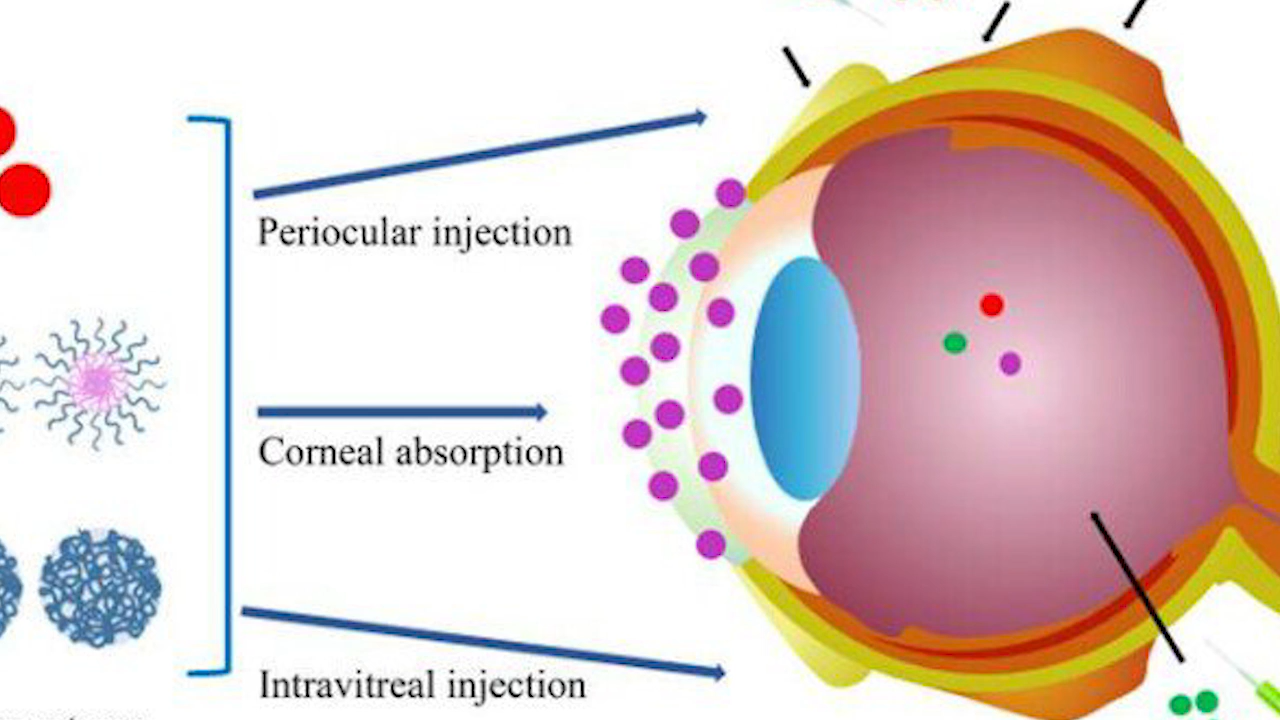 Periocular injection
Corneal absorption
Intravitreal injection